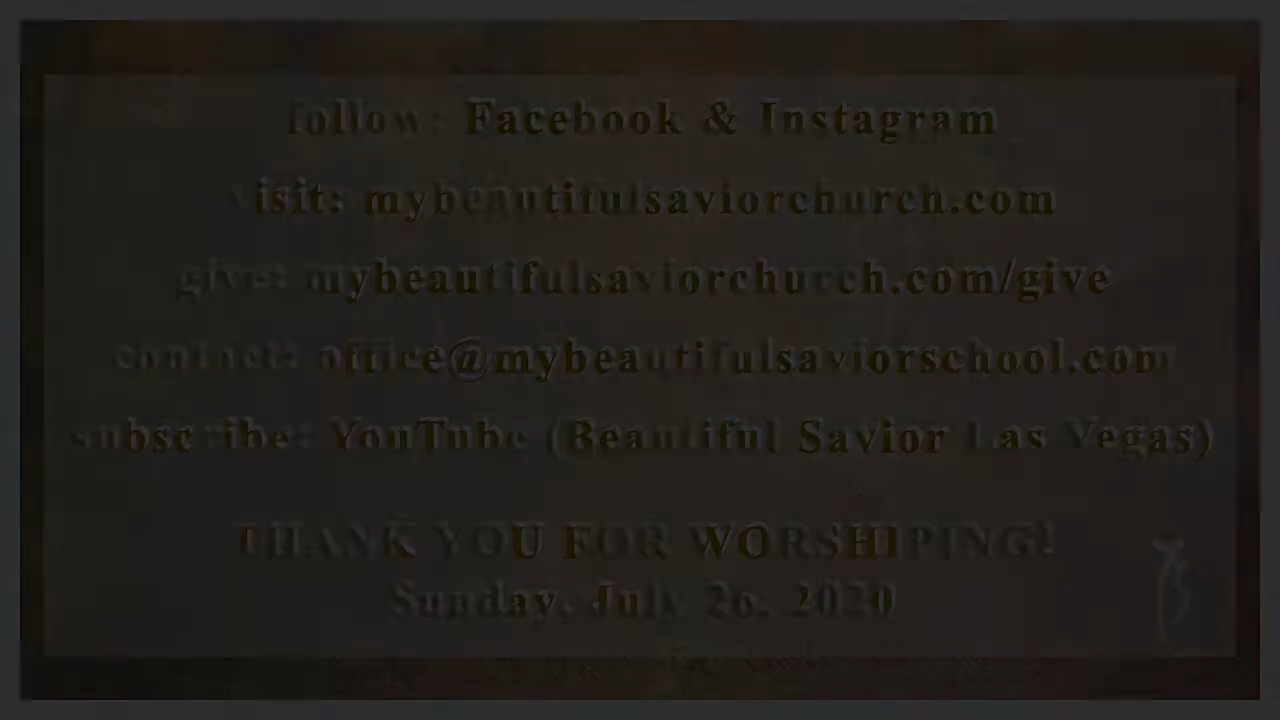 follow: Facebook & Instagram
visit: mybeautifulsaviorchurch.com
give: mybeautifulsaviorchurch.com/give
contact: office@mybeautifulsaviorschool.com
subscribe: YouTube (Beautiful Savior Las Vegas)
THANK YOU FOR WORSHIPING!
Sunday, July 26, 2020